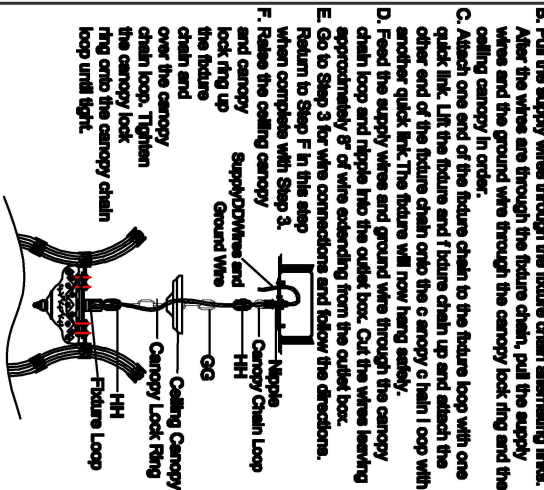 B. Pull the supply wires through the fixture chain alternating links.
After the wires are through the fixture chain, pull the supply
wires and the ground wire through the canopy lock ring and the
ceiling canopy in order.
C. Attach one end of the fixture chain to the fixture loop with one
quick link. Lift the fixture and f ixture chain up and attach the
other end of the fixture chain onto the c anopy c hain l oop with
another quick link.The fixture will now hang safely.
D. Feed the supply wires and ground wire through the canopy
chain loop and nipple into the outlet box. Cut the wires leaving
approximately 8" of wire extending from the outlet box.
E. Go to Step 3 for wire connections and follow the directions.
Return to Step F in this step
when complete with Step 3.
F. Raise the ceiling canopy
and canopy
lock ring up
the fixture
chain and
over the canopy
chain loop. Tighten
the canopy lock
ring onto the canopy chain
loop until tight.
SupplyDDWires and
Ground Wire
Nipple
Canopy Chain Loop
HH
GG
Ceiling Canopy
Canopy Lock Ring
HH
Fixture Loop